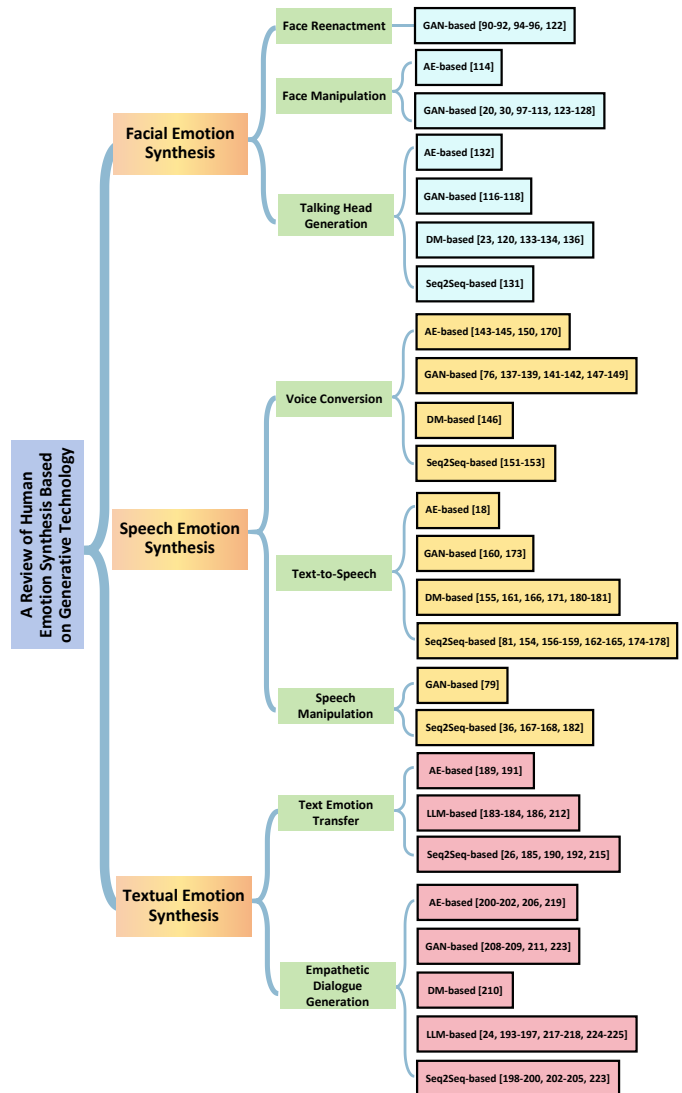 A Review of Human
Emotion Synthesis Based
on Generative Technology
Facial Emotion
Synthesis
Face Reenactment
GAN-based [90-92, 94-96, 122]
Face Manipulation
AE-based [114]
GAN-based [20, 30, 97-113, 123-128]
Talking Head
Generation
AE-based [132]
GAN-based [116-118]
DM-based [23, 120, 133-134, 136]
Seq2Seq-based [131]
Speech Emotion
Synthesis
Voice Conversion
AE-based [143-145, 150, 170]
GAN-based [76, 137-139, 141-142, 147-149]
DM-based [146]
Seq2Seq-based [151-153]
Text-to-Speech
AE-based [18]
GAN-based [160, 173]
DM-based [155, 161, 166, 171, 180-181]
Seq2Seq-based [81, 154, 156-159, 162-165, 174-178]
Speech
Manipulation
GAN-based [79]
Seq2Seq-based [36, 167-168, 182]
Textual Emotion
Synthesis
Text Emotion
Transfer
AE-based [189, 191]
LLM-based [183-184, 186, 212]
Seq2Seq-based [26, 185, 190, 192, 215]
Empathetic
Dialogue
Generation
AE-based [200-202, 206, 219]
GAN-based [208-209, 211, 223]
DM-based [210]
LLM-based [24, 193-197, 217-218, 224-225]
Seq2Seq-based [198-200, 202-205, 223]